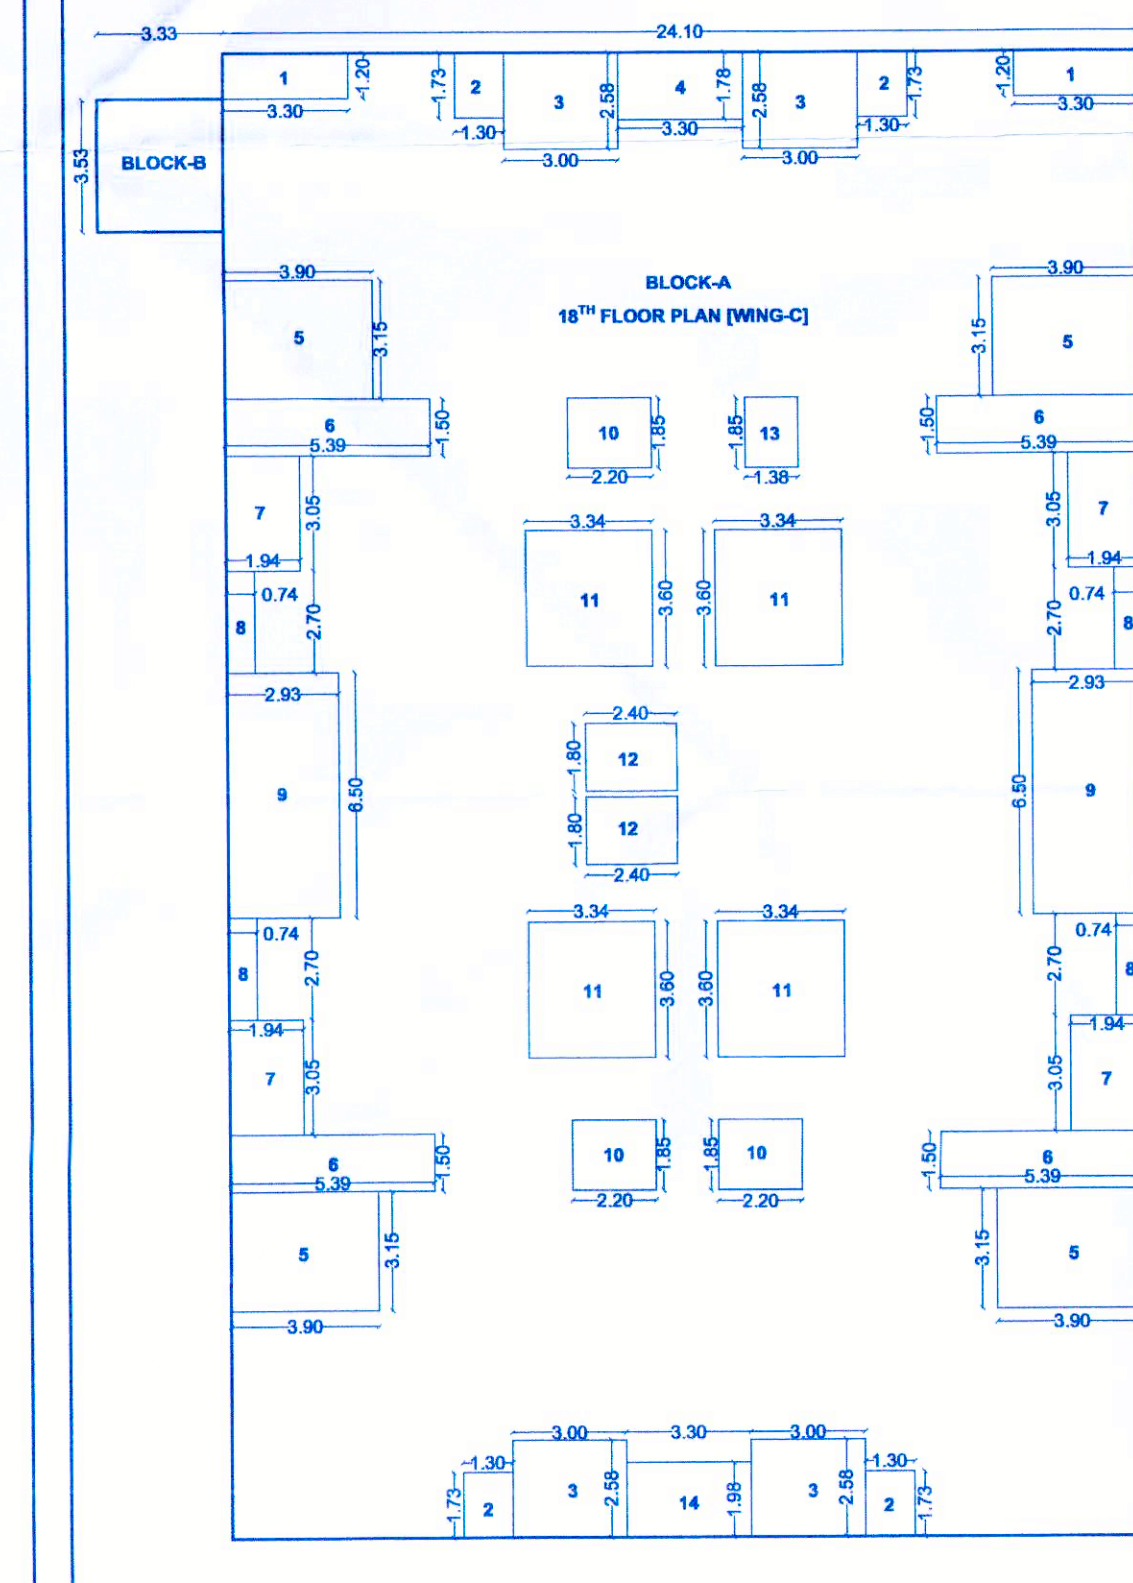 3.33 24.10
1 1.20 1.73 2 3 2.58 4 1.78 2.58 3 2 1.73 1.20 1
3.30 1.30 3.30 1.30 3.30
3.00 3.00
3.53 BLOCK-B
3.90 BLOCK-A 3.90
18TH FLOOR PLAN [WING-C]
5 3.15 3.15 5
6 1.50 10 1.85 1.85 13 1.50 6
5.39 5.39
2.20 1.38
7 3.05 3.34 3.34 3.05 7
1.94 1.94
0.74 11 3.60 3.60 11 0.74
8 2.70 2.70 8
2.93 2.93
2.40
1.80 12
9 6.50 6.50 9
1.80 12
2.40
3.34 3.34
0.74 0.74
8 2.70 11 3.60 3.60 11 2.70 8
1.94 1.94
7 3.05 3.05 7
6 1.50 10 1.85 1.85 10 1.50 6
5.39 5.39
2.20 2.20
5 3.15 3.15 5
3.90 3.90
3.00 3.30 3.00
1.30 1.30
1.73 2 3 2.58 14 1.98 3 2.58 2 1.73